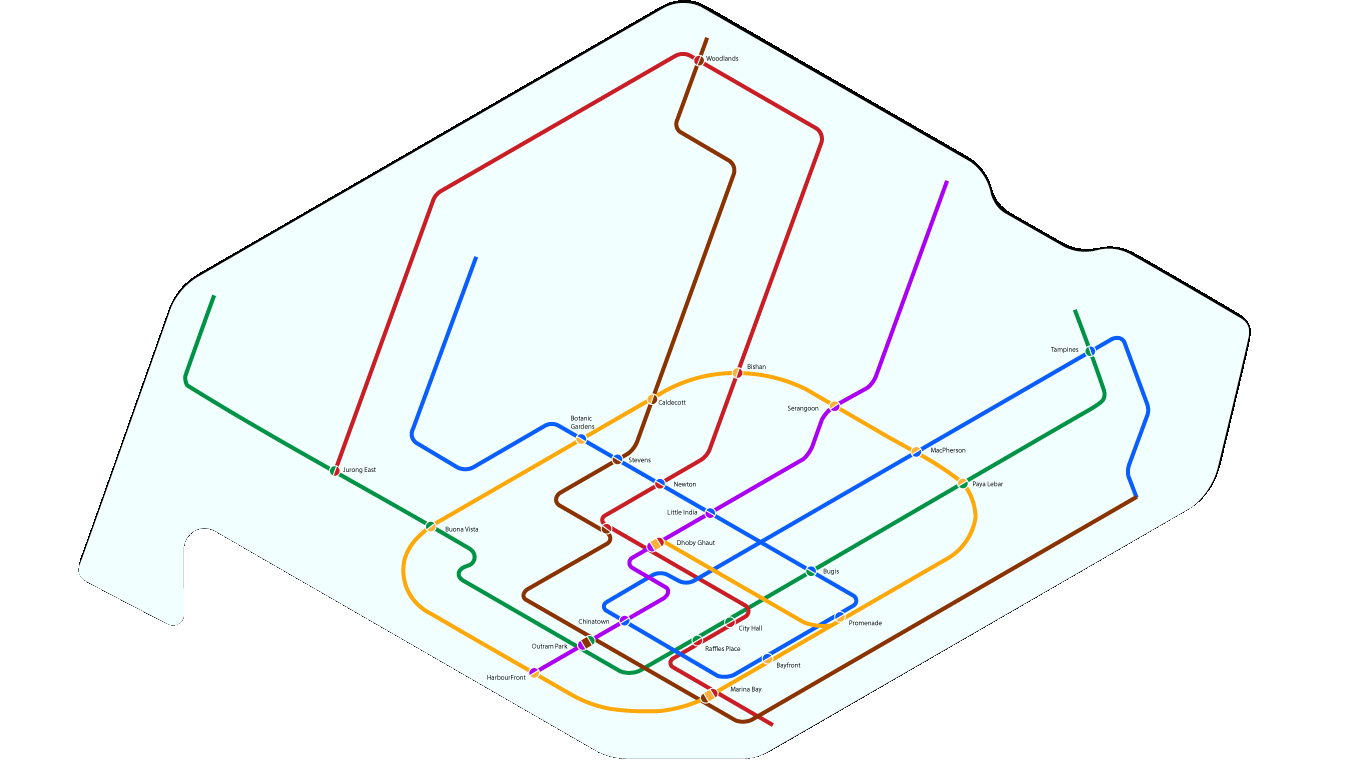 Woodlands
Tampines
Bishan
Caldecott
Serangoon
Botanic
Gardens
MacPherson
Stevens
Jurong East
Newton
Paya Lebar
Little India
Buona Vista
Dhoby Ghaut
Bugis
Chinatown
Promenade
City Hall
Outram Park
Raffles Place
Bayfront
HarbourFront
Marina Bay